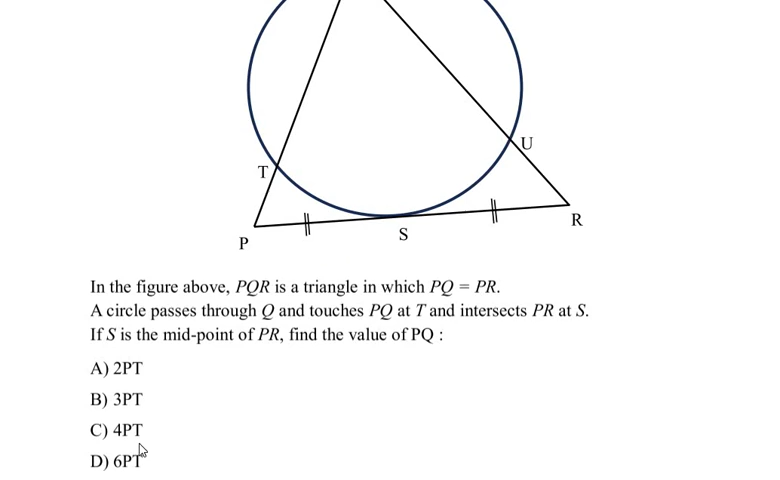 T
U
P
S
R
In the figure above, PQR is a triangle in which PQ = PR.
A circle passes through Q and touches PQ at T and intersects PR at S.
If S is the mid-point of PR, find the value of PQ :
A) 2PT
B) 3PT
C) 4PT
D) 6PT